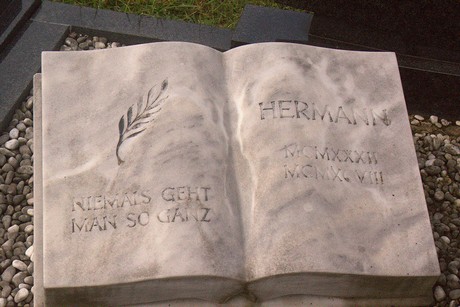 NIEMALS GEHT
MAN SO GANZ
HERMANN
MCMXXXII
MCMXCVIII